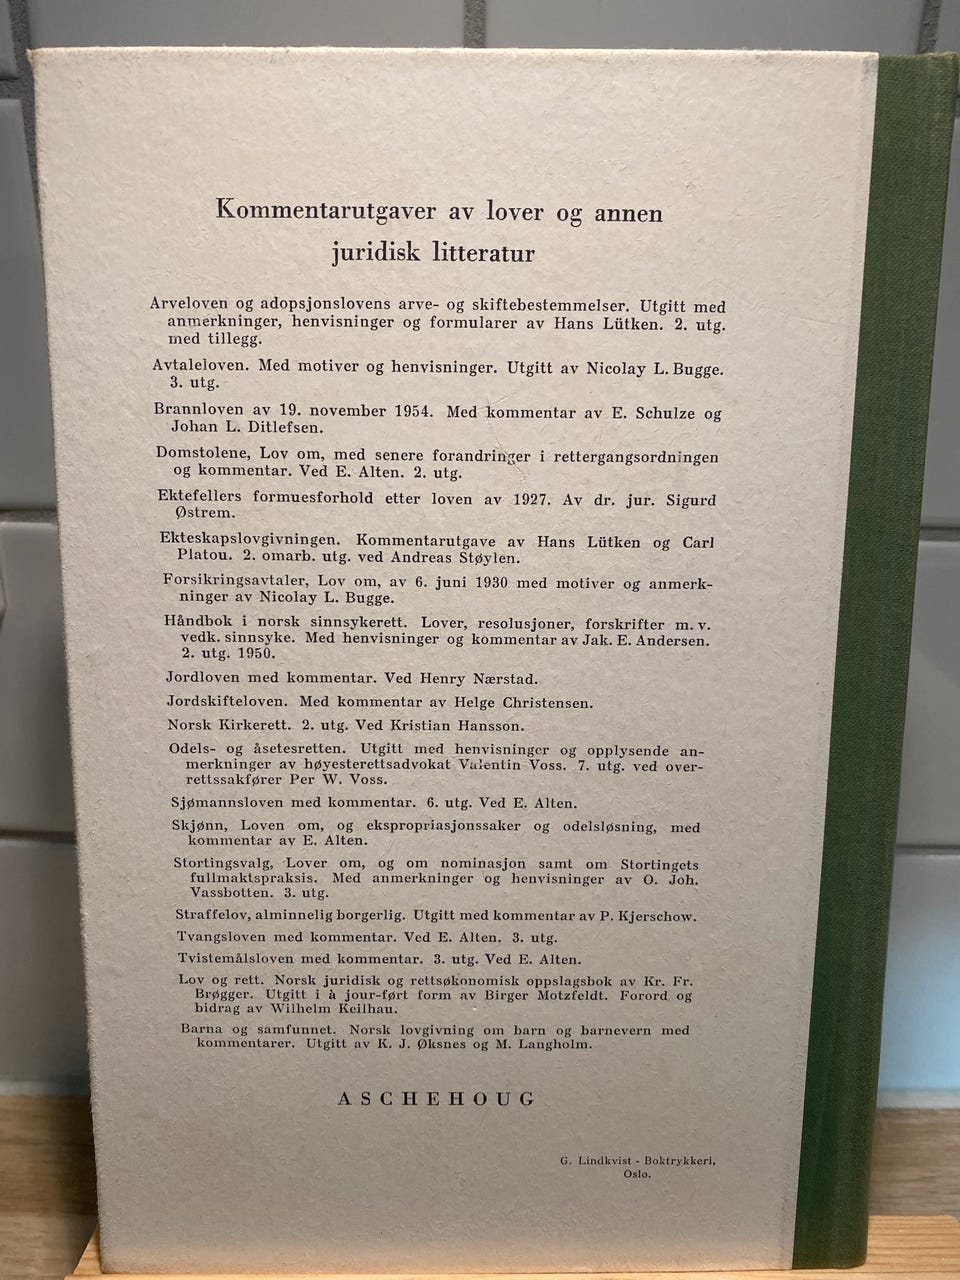 Kommentarutgaver av lover og annen
juridisk litteratur
Arveloven og adopsjonslovens arve- og skiftebestemmelser. Utgitt med
anmerkninger, henvisninger og formularer av Hans Lütken. 2. utg.
med tillegg.
Avtaleloven. Med motiver og henvisninger. Utgitt av Nicolay L. Bugge.
3. utg.
Brannloven av 19. november 1954. Med kommentar av E. Schulze og
Johan L. Ditlefsen.
Domstolene, Lov om, med senere forandringer i rettergangsordningen
og kommentar. Ved E. Alten. 2. utg.
Ektefellers formuesforhold etter loven av 1927. Av dr. jur. Sigurd
Østrem.
Ekteskapslovgivningen. Kommentarutgave av Hans Lütken og Carl
Platou. 2. omarb. utg. ved Andreas Støylen.
Forsikringsavtaler, Lov om, av 6. juni 1930 med motiver og anmerk-
ninger av Nicolay L. Bugge.
Håndbok i norsk sinnsykerett. Lover, resolusjoner, forskrifter m. v.
vedk. sinnsyke. Med henvisninger og kommentar av Jak. E. Andersen.
2. utg. 1950.
Jordloven med kommentar. Ved Henry Nærstad.
Jordskifteloven. Med kommentar av Helge Christensen.
Norsk Kirkerett. 2. utg. Ved Kristian Hansson.
Odels- og åsetesretten. Utgitt med henvisninger og opplysende an-
merkninger av høyesterettsadvokat Valentin Voss. 7. utg. ved over-
rettssakfører Per W. Voss.
Sjømannsloven med kommentar. 6. utg. Ved E. Alten.
Skjønn, Loven om, og ekspropriasjonssaker og odelsløsning, med
kommentar av E. Alten.
Stortingsvalg, Lover om, og om nominasjon samt om Stortingets
fullmaktspraksis. Med anmerkninger og henvisninger av O. Joh.
Vassbotten. 3. utg.
Straffelov, alminnelig borgerlig. Utgitt med kommentar av P. Kjerschow.
Tvangsloven med kommentar. Ved E. Alten. 3. utg.
Tvistemålsloven med kommentar. 3. utg. Ved E. Alten.
Lov og rett. Norsk juridisk og rettsøkonomisk oppslagsbok av Kr. Fr.
Brøgger. Utgitt i à jour-ført form av Birger Motzfeldt. Forord og
bidrag av Wilhelm Keilhau.
Barna og samfunnet. Norsk lovgivning om barn og barnevern med
kommentarer. Utgitt av K. J. Øksnes og M. Langholm.
ASCHEHOUG
G. Lindkvist - Boktrykkeri,
Oslo.